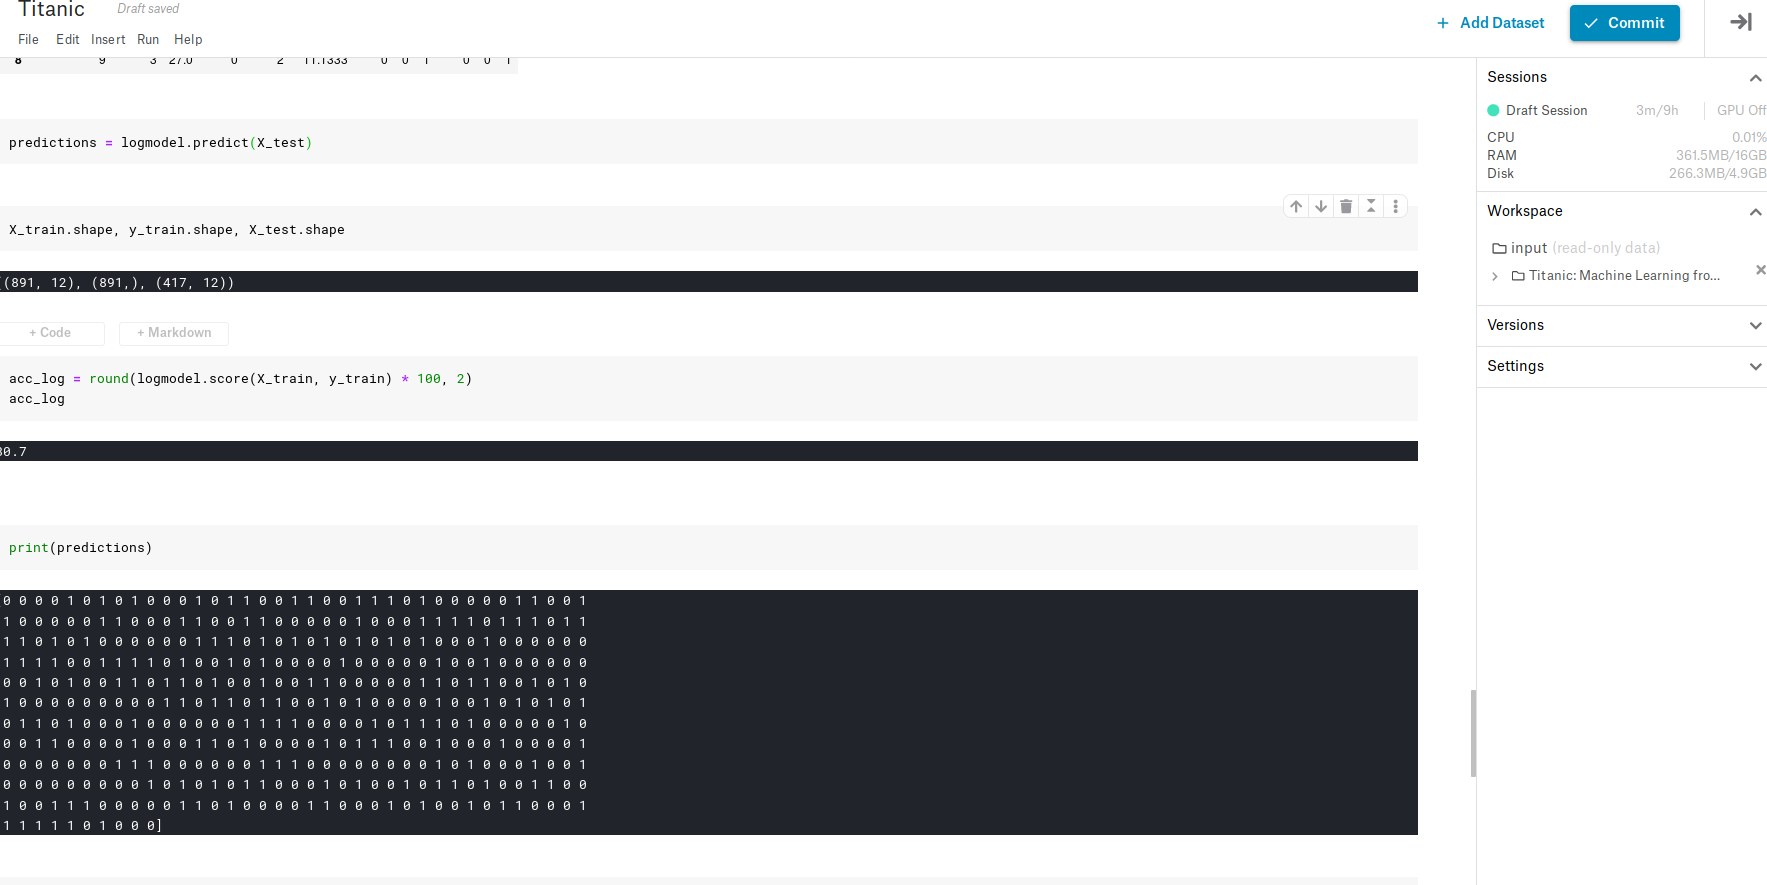 Titanic Draft saved
File Edit Insert Run Help
+ Add Dataset
Commit
8 9 3 27.0 0 2 11.1333 0 0 1 0 0 1
predictions = logmodel.predict(X_test)
X_train.shape, y_train.shape, X_test.shape
((891, 12), (891,), (417, 12))
+ Code + Markdown
acc_log = round(logmodel.score(X_train, y_train) * 100, 2)
acc_log
80.7
print(predictions)
0 0 0 0 1 0 1 0 1 0 0 0 1 0 1 1 0 0 1 1 0 0 1 1 1 0 1 0 0 0 0 0 1 1 0 0 1
1 0 0 0 0 0 1 1 0 0 0 1 1 0 0 1 1 0 0 0 0 0 1 0 0 0 1 1 1 1 0 1 1 1 0 1 1
1 1 0 1 0 1 0 0 0 0 0 0 1 1 1 0 1 0 1 0 1 0 1 0 1 0 1 0 0 0 1 0 0 0 0 0 0
1 1 1 1 0 0 1 1 1 1 0 1 0 0 1 0 1 0 0 0 0 1 0 0 0 0 0 1 0 0 1 0 0 0 0 0 0
0 0 1 0 1 0 0 1 1 0 1 1 0 1 0 0 1 0 0 1 1 0 0 0 0 0 1 1 0 1 1 0 0 1 0 1 0
1 0 0 0 0 0 0 0 0 0 1 1 0 1 1 0 1 1 0 0 1 0 1 0 0 0 0 1 0 0 1 0 1 0 1 0 1
0 1 1 0 1 0 0 0 1 0 0 0 0 0 0 1 1 1 1 0 0 0 0 1 0 1 1 1 0 1 0 0 0 0 0 1 0
0 0 1 1 0 0 0 0 1 0 0 0 1 1 0 1 0 0 0 0 1 0 1 1 1 0 0 1 0 0 0 1 0 0 0 0 1
0 0 0 0 0 0 0 1 1 1 0 0 0 0 0 0 1 1 1 0 0 0 0 0 0 0 0 1 0 1 0 0 0 1 0 0 1
0 0 0 0 0 0 0 0 0 1 0 1 0 1 0 1 1 0 0 0 1 0 1 0 0 1 0 1 1 0 1 0 0 1 1 0 0
1 0 0 1 1 1 0 0 0 0 0 1 1 0 1 0 0 0 0 1 1 0 0 0 1 0 1 0 0 1 0 1 1 0 0 0 1
1 1 1 1 1 0 1 0 0 0]
Sessions
Draft Session 3m/9h GPU Off
CPU 0.01%
RAM 361.5MB/16GB
Disk 266.3MB/4.9GB
Workspace
input (read-only data)
Titanic: Machine Learning fro...
Versions
Settings